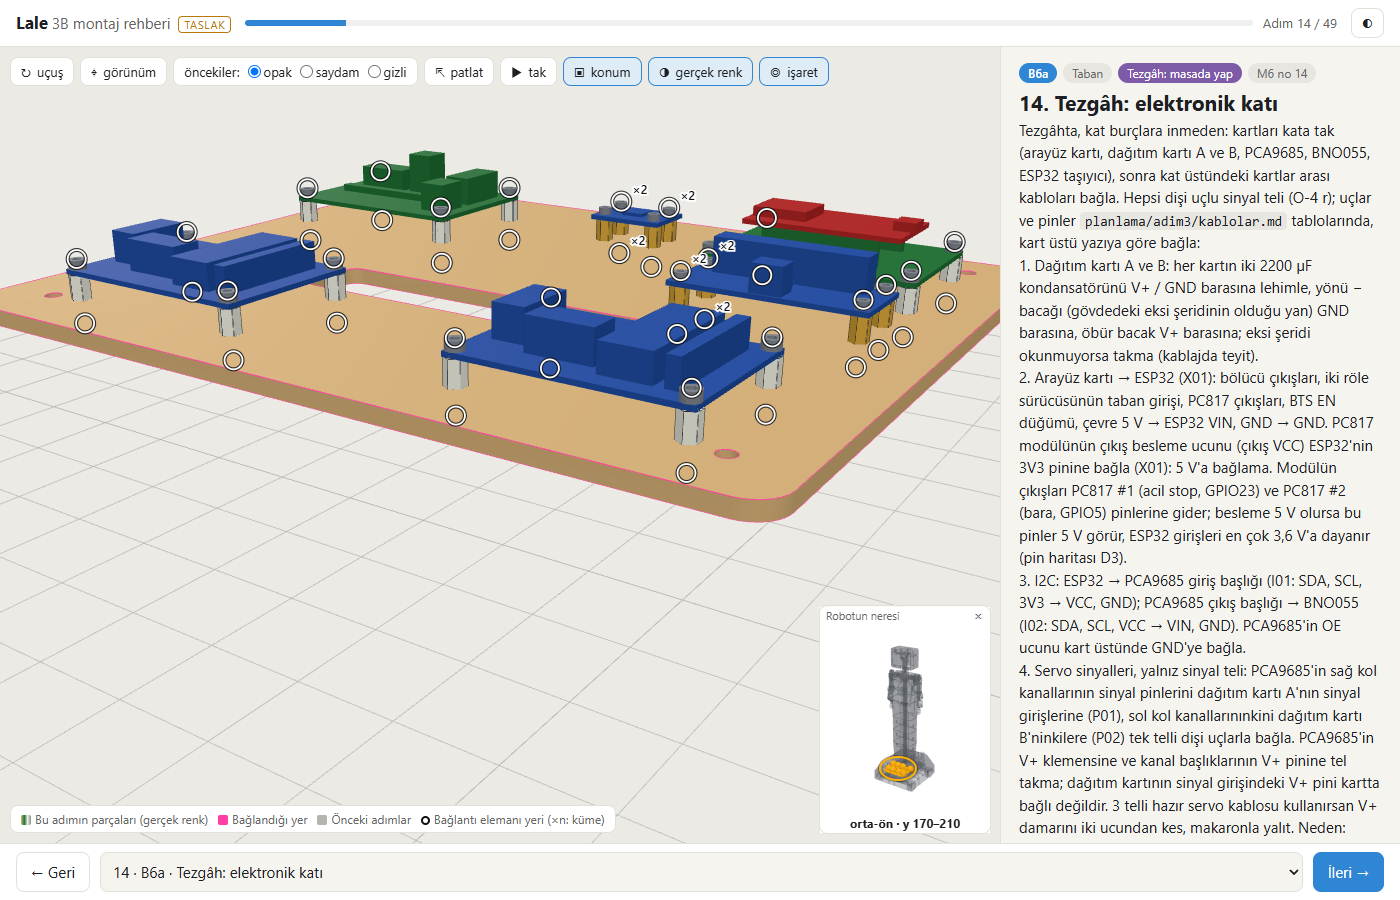 Lale 3B montaj rehberi TASLAK
Adım 14 / 49
↻ uçuş
⌖ görünüm
öncekiler: opak saydam gizli
⇱ patlat
▶ tak
▣ konum
◑ gerçek renk
◎ işaret
×2
×2
×2
×2
×2
×2
Robotun neresi ×
orta-ön · y 170–210
Bu adımın parçaları (gerçek renk) Bağlandığı yer Önceki adımlar Bağlantı elemanı yeri (×n: küme)
B6a Taban Tezgâh: masada yap M6 no 14
14. Tezgâh: elektronik katı
Tezgâhta, kat burçlara inmeden: kartları kata tak
(arayüz kartı, dağıtım kartı A ve B, PCA9685, BNO055,
ESP32 taşıyıcı), sonra kat üstündeki kartlar arası
kabloları bağla. Hepsi dişi uçlu sinyal teli (O-4 r); uçlar
ve pinler planlama/adim3/kablolar.md tablolarında,
kart üstü yazıya göre bağla:
1. Dağıtım kartı A ve B: her kartın iki 2200 µF
kondansatörünü V+ / GND barasına lehimle, yönü −
bacağı (gövdedeki eksi şeridinin olduğu yan) GND
barasına, öbür bacak V+ barasına; eksi şeridi
okunmuyorsa takma (kablajda teyit).
2. Arayüz kartı → ESP32 (X01): bölücü çıkışları, iki röle
sürücüsünün taban girişi, PC817 çıkışları, BTS EN
düğümü, çevre 5 V → ESP32 VIN, GND → GND. PC817
modülünün çıkış besleme ucunu (çıkış VCC) ESP32'nin
3V3 pinine bağla (X01): 5 V'a bağlama. Modülün
çıkışları PC817 #1 (acil stop, GPIO23) ve PC817 #2
(bara, GPIO5) pinlerine gider; besleme 5 V olursa bu
pinler 5 V görür, ESP32 girişleri en çok 3,6 V'a dayanır
(pin haritası D3).
3. I2C: ESP32 → PCA9685 giriş başlığı (I01: SDA, SCL,
3V3 → VCC, GND); PCA9685 çıkış başlığı → BNO055
(I02: SDA, SCL, VCC → VIN, GND). PCA9685'in OE
ucunu kart üstünde GND'ye bağla.
4. Servo sinyalleri, yalnız sinyal teli: PCA9685'in sağ kol
kanallarının sinyal pinlerini dağıtım kartı A'nın sinyal
girişlerine (P01), sol kol kanallarınınkini dağıtım kartı
B'ninkilere (P02) tek telli dişi uçlarla bağla. PCA9685'in
V+ klemensine ve kanal başlıklarının V+ pinine tel
takma; dağıtım kartının sinyal girişindeki V+ pini kartta
bağlı değildir. 3 telli hazır servo kablosu kullanırsan V+
damarını iki ucundan kes, makaronla yalıt. Neden:
← Geri
14 · B6a · Tezgâh: elektronik katı
İleri →